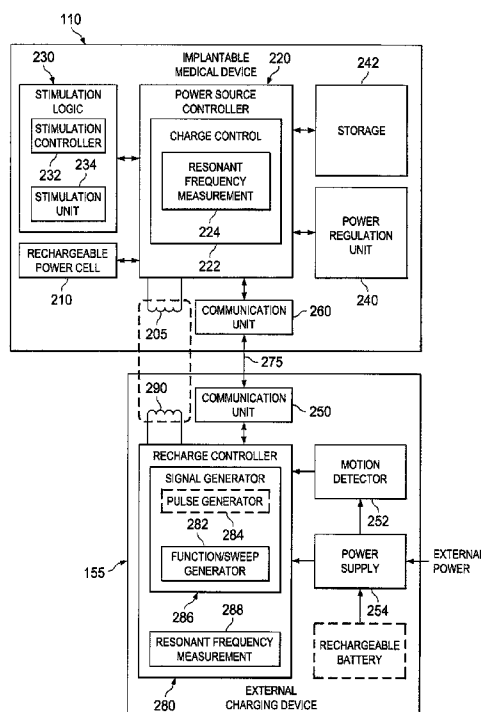 110
IMPLANTABLE
MEDICAL DEVICE
230
220
242
STIMULATION
LOGIC
STIMULATION
CONTROLLER
232
234
STIMULATION
UNIT
POWER SOURCE
CONTROLLER
CHARGE CONTROL
RESONANT
FREQUENCY
MEASUREMENT
224
222
STORAGE
POWER
REGULATION
UNIT
240
RECHARGEABLE
POWER CELL
210
205
COMMUNICATION
UNIT
260
275
290
COMMUNICATION
UNIT
250
RECHARGE CONTROLLER
SIGNAL GENERATOR
PULSE GENERATOR
282
284
FUNCTION/SWEEP
GENERATOR
286
288
RESONANT FREQUENCY
MEASUREMENT
280
155
MOTION
DETECTOR
252
POWER
SUPPLY
254
EXTERNAL
POWER
RECHARGEABLE
BATTERY
EXTERNAL
CHARGING DEVICE